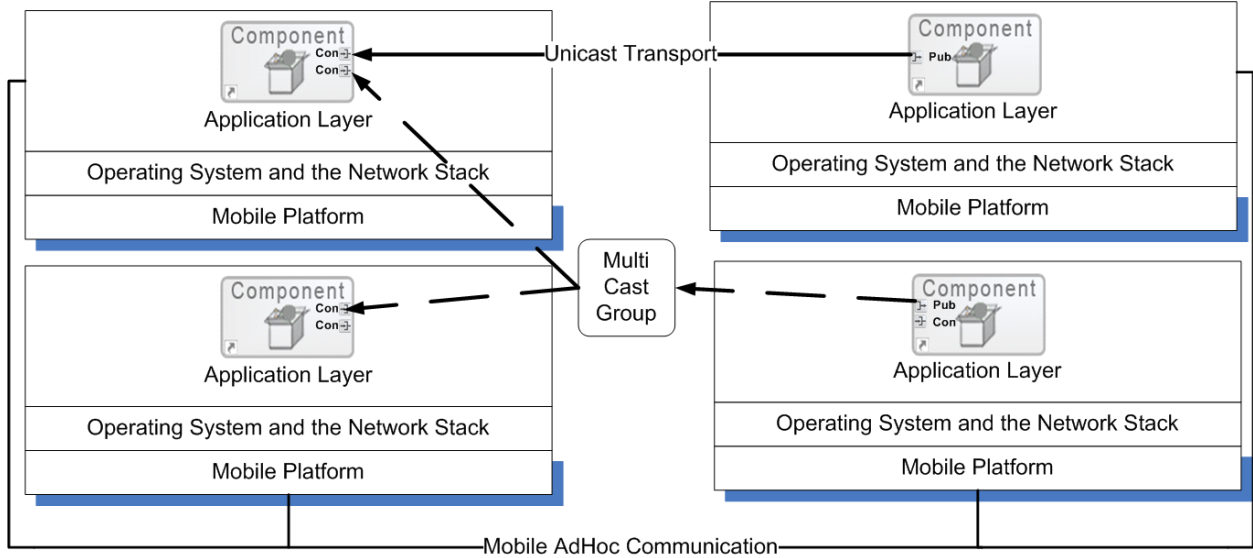 Component
Con
Con
Application Layer
Operating System and the Network Stack
Mobile Platform
Unicast Transport
Component
Pub
Application Layer
Operating System and the Network Stack
Mobile Platform
Component
Con
Con
Application Layer
Operating System and the Network Stack
Mobile Platform
Multi
Cast
Group
Component
Pub
Con
Application Layer
Operating System and the Network Stack
Mobile Platform
Mobile AdHoc Communication